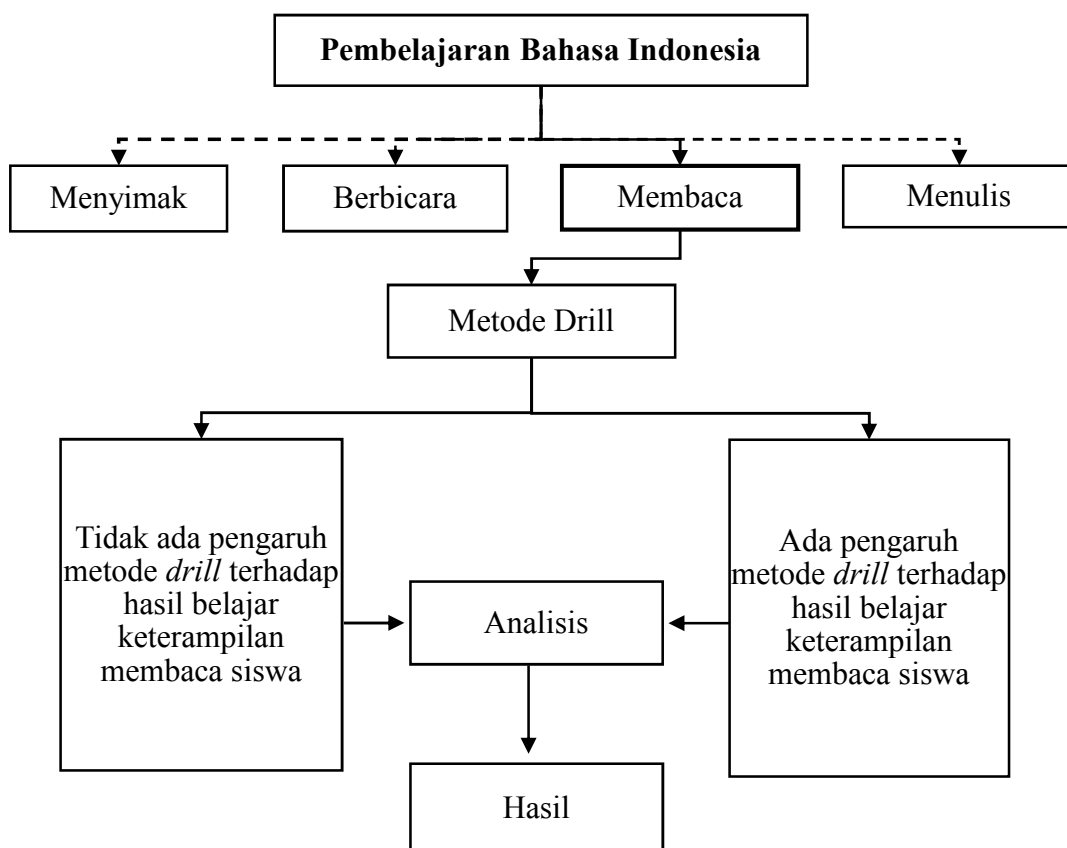 Pembelajaran Bahasa Indonesia
Menyimak
Berbicara
Membaca
Menulis
Metode Drill
Tidak ada pengaruh
metode drill terhadap
hasil belajar
keterampilan
membaca siswa
Analisis
Ada pengaruh
metode drill terhadap
hasil belajar
keterampilan
membaca siswa
Hasil